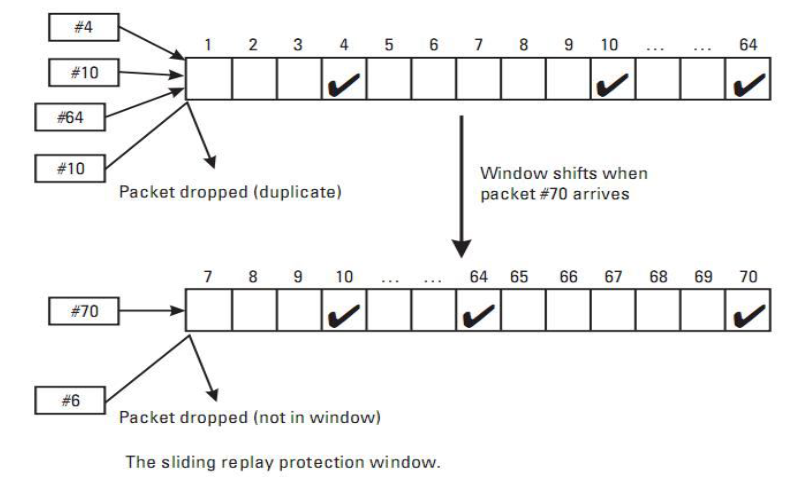 #4
1 2 3 4 5 6 7 8 9 10 ... ... 64
#10
#64
#10
Packet dropped (duplicate)
Window shifts when
packet #70 arrives
7 8 9 10 ... ... 64 65 66 67 68 69 70
#70
#6
Packet dropped (not in window)
The sliding replay protection window.